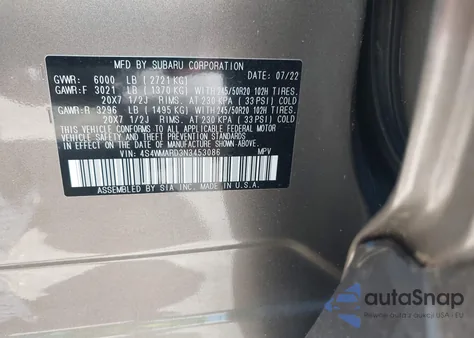 MFD BY SUBARU CORPORATION
DATE: 07/22
GVWR: 6000 LB (2721 KG)
GAWR:F 3021 LB (1370 KG) WITH 245/50R20 102H TIRES.
20X7 1/2J RIMS. AT 230 KPA (33 PSI) COLD
GAWR:R 3296 LB (1495 KG) WITH 245/50R20 102H TIRES.
20X7 1/2J RIMS. AT 230 KPA (33 PSI) COLD
THIS VEHICLE CONFORMS TO ALL APPLICABLE
FEDERAL MOTOR VEHICLE SAFETY STANDARDS IN
EFFECT ON THE DATE OF MANUFACTURE SHOWN ABOVE.
VIN: 4S4WMARD3N3453086 MPV
ASSEMBLED BY SIA INC. MADE IN U.S.A.
autoSnap
USA i EU